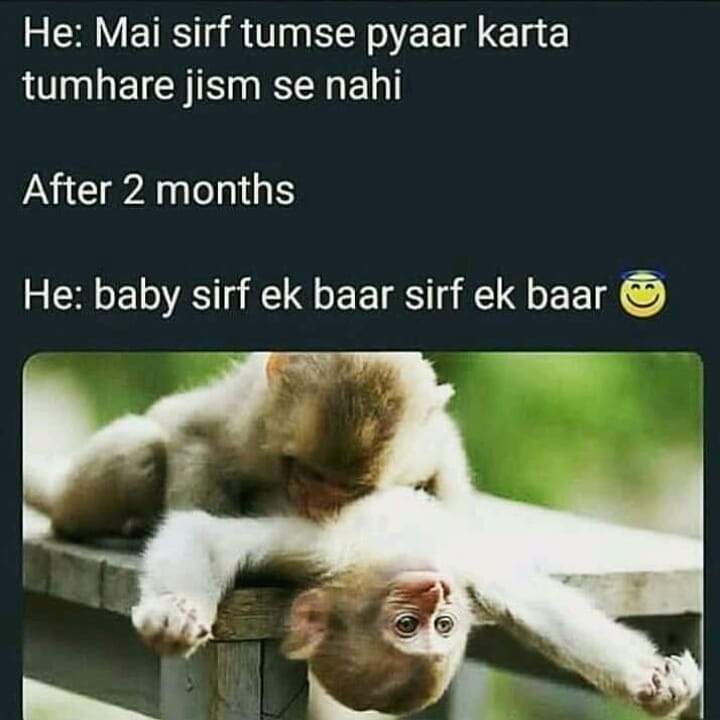 He: Mai sirf tumse pyaar karta
tumhare jism se nahi
After 2 months
He: baby sirf ek baar sirf ek baar 😇